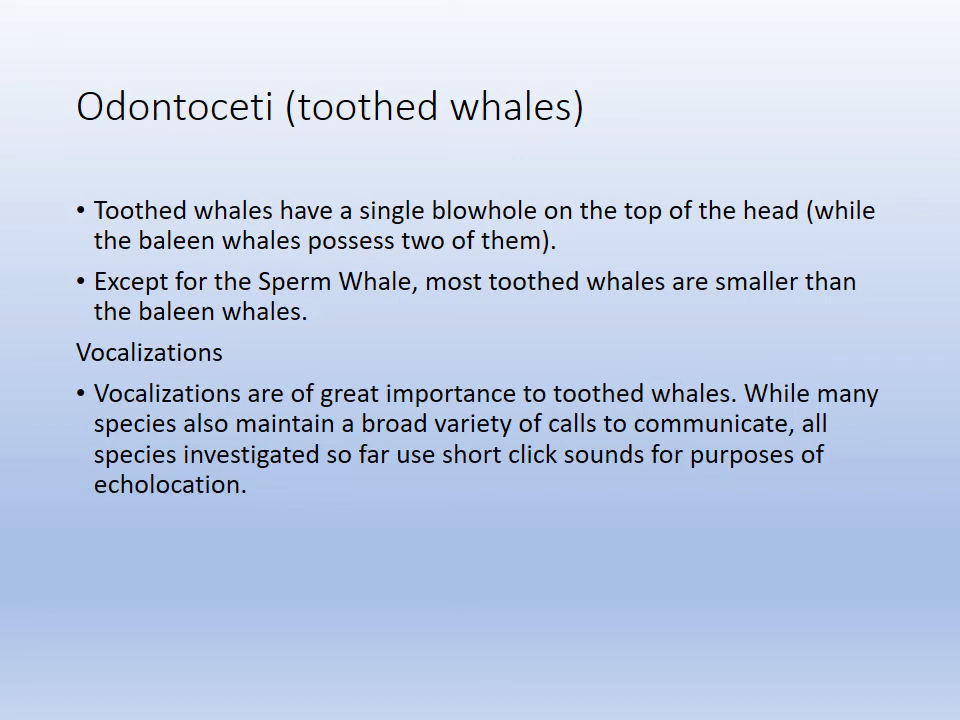 Odontoceti (toothed whales)
• Toothed whales have a single blowhole on the top of the head (while
the baleen whales possess two of them).
• Except for the Sperm Whale, most toothed whales are smaller than
the baleen whales.
Vocalizations
• Vocalizations are of great importance to toothed whales. While many
species also maintain a broad variety of calls to communicate, all
species investigated so far use short click sounds for purposes of
echolocation.